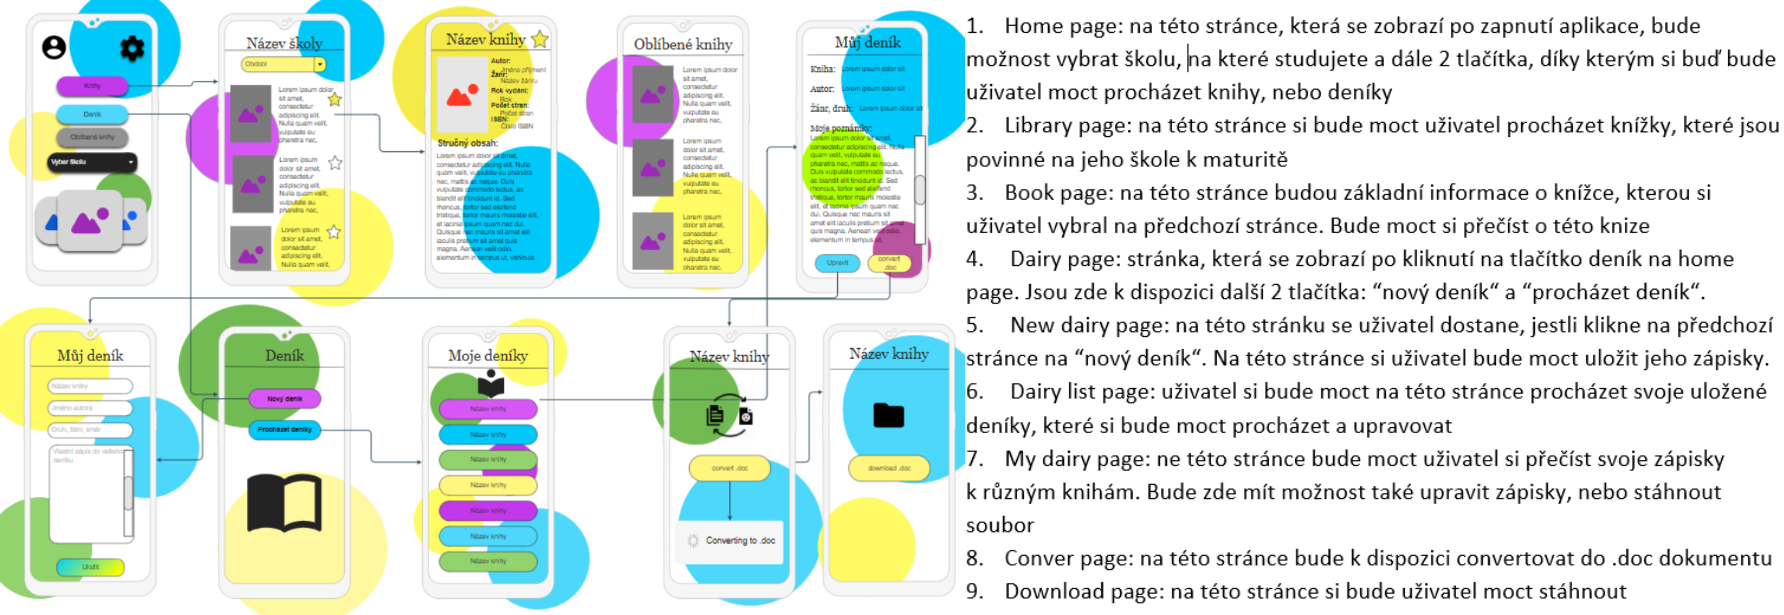 Knihy
Deník
Oblíbené knihy
Vyber školu
Název školy
Období
Lorem ipsum dolor
sit amet,
consectetur
adipiscing elit.
Nulla quam velit,
vulputate eu
pharetra nec,
Lorem ipsum
dolor sit amet,
consectetur
adipiscing elit.
Nulla quam velit,
vulputate eu
pharetra nec,
Lorem ipsum
dolor sit amet,
consectetur
adipiscing elit.
Nulla quam velit,
Název knihy
Autor:
Jméno příjmení
Žánr:
Název žánru
Rok vydání:
Rok
Počet stran:
Počet stran
ISBN:
Číslo ISBN
Stručný obsah:
Lorem ipsum dolor sit amet,
consectetur adipiscing elit. Nulla
quam velit, vulputate eu pharetra
nec, mattis ac neque. Duis
vulputate commodo lectus, ac
blandit elit tincidunt id. Sed
rhoncus, tortor sed eleifend
tristique, tortor mauris molestie elit,
et lacinia ipsum quam nec dui.
Quisque nec mauris sit amet elit
iaculis pretium sit amet quis
magna. Aenean velit odio,
elementum in tempus ut, vehicula
Oblíbené knihy
Lorem ipsum dolor
sit amet,
consectetur
adipiscing elit.
Nulla quam velit,
vulputate eu
pharetra nec,
Lorem ipsum
dolor sit amet,
consectetur
adipiscing elit.
Nulla quam velit,
vulputate eu
pharetra nec,
Lorem ipsum
dolor sit amet,
consectetur
adipiscing elit.
Nulla quam velit,
vulputate eu
pharetra nec,
Můj deník
Kniha: Lorem ipsum dolor sit
Autor: Lorem ipsum dolor sit
Žánr, druh: Lorem ipsum dolor sit
Moje poznámky:
Lorem ipsum dolor sit amet,
consectetur adipiscing elit. Nulla
quam velit, vulputate eu
pharetra nec, mattis ac neque.
Duis vulputate commodo lectus,
ac blandit elit tincidunt id. Sed
rhoncus, tortor sed eleifend
tristique, tortor mauris molestie
elit, et lacinia ipsum quam nec
dui. Quisque nec mauris sit
amet elit iaculis pretium sit amet
quis magna. Aenean velit odio,
elementum in tempus ut,
Upravit
convert
.doc
Můj deník
Název knihy
Jméno autora
Druh, žánr, směr
Vlastní zápis do vašeho
deníku
Uložit
Deník
Nový deník
Procházet deníky
Moje deníky
Název knihy
Název knihy
Název knihy
Název knihy
Název knihy
Název knihy
Název knihy
Název knihy
convert .doc
Converting to .doc
Název knihy
download .doc
1. Home page: na této stránce, která se zobrazí po zapnutí aplikace, bude
možnost vybrat školu, na které studujete a dále 2 tlačítka, díky kterým si buď bude
uživatel moct procházet knihy, nebo deníky
2. Library page: na této stránce si bude moct uživatel procházet knížky, které jsou
povinné na jeho škole k maturitě
3. Book page: na této stránce budou základní informace o knížce, kterou si
uživatel vybral na předchozí stránce. Bude moct si přečíst o této knize
4. Dairy page: stránka, která se zobrazí po kliknutí na tlačítko deník na home
page. Jsou zde k dispozici další 2 tlačítka: “nový deník“ a “procházet deník“.
5. New dairy page: na této stránku se uživatel dostane, jestli klikne na předchozí
stránce na “nový deník“. Na této stránce si uživatel bude moct uložit jeho zápisky.
6. Dairy list page: uživatel si bude moct na této stránce procházet svoje uložené
deníky, které si bude moct procházet a upravovat
7. My dairy page: ne této stránce bude moct uživatel si přečíst svoje zápisky
k různým knihám. Bude zde mít možnost také upravit zápisky, nebo stáhnout
soubor
8. Conver page: na této stránce bude k dispozici convertovat do .doc dokumentu
9. Download page: na této stránce si bude uživatel moct stáhnout